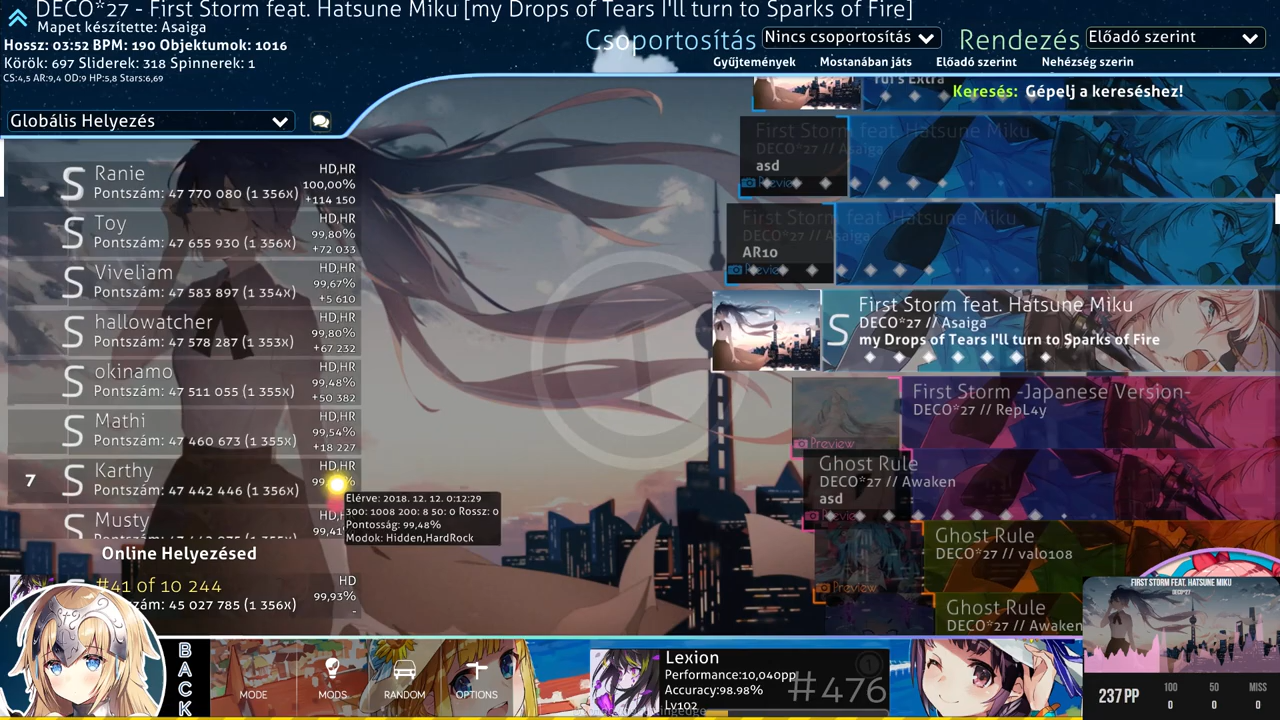 DECO*27 - First Storm feat. Hatsune Miku [my Drops of Tears I'll turn to Sparks of Fire]
Mapet készítette: Asaiga
Hossz: 03:52 BPM: 190 Objektumok: 1016
Körök: 697 Sliderek: 318 Spinnerek: 1
CS:4,5 AR:9,4 OD:9 HP:5,8 Stars:6,69
Csoportosítás
Nincs csoportosítás
Rendezés
Előadó szerint
Gyűjtemények
Mostanában játs
Előadó szerint
Nehézség szerin
Keresés: Gépelj a kereséshez!
Globális Helyezés
Ranie
Pontszám: 47 770 080 (1 356x)
HD,HR
100,00%
+114 150
Toy
Pontszám: 47 655 930 (1 356x)
HD,HR
99,80%
+72 033
Viveliam
Pontszám: 47 583 897 (1 354x)
HD,HR
99,67%
+5 610
hallowatcher
Pontszám: 47 578 287 (1 353x)
HD,HR
99,80%
+67 232
okinamo
Pontszám: 47 511 055 (1 355x)
HD,HR
99,48%
+50 382
Mathi
Pontszám: 47 460 673 (1 355x)
HD,HR
99,54%
+18 227
7
Karthy
Pontszám: 47 442 446 (1 356x)
HD,HR
Elérve: 2018. 12. 12. 0:12:29
300: 1008 200: 8 50: 0 Rossz: 0
Pontosság: 99,48%
Modok: Hidden,HardRock
Musty
99,41
Online Helyezésed
#41 of 10 244
Pontszám: 45 027 785 (1 356x)
HD
99,93%
-
First Storm feat. Hatsune Miku
DECO*27 // Asaiga
asd
First Storm feat. Hatsune Miku
DECO*27 // Asaiga
AR10
S
First Storm feat. Hatsune Miku
DECO*27 // Asaiga
my Drops of Tears I'll turn to Sparks of Fire
First Storm -Japanese Version-
DECO*27 // RepL4y
Preview
Ghost Rule
DECO*27 // Awaken
asd
Ghost Rule
DECO*27 // valo108
Preview
Ghost Rule
DECO*27 // Awaken
BACK
MODE
MODS
RANDOM
OPTIONS
Lexion
Performance:10,040pp
Accuracy:98.98%
Lv102
#476
FIRST STORM FEAT. HATSUNE MIKU
DECO*27
237 PP
100
0
50
0
MISS
0